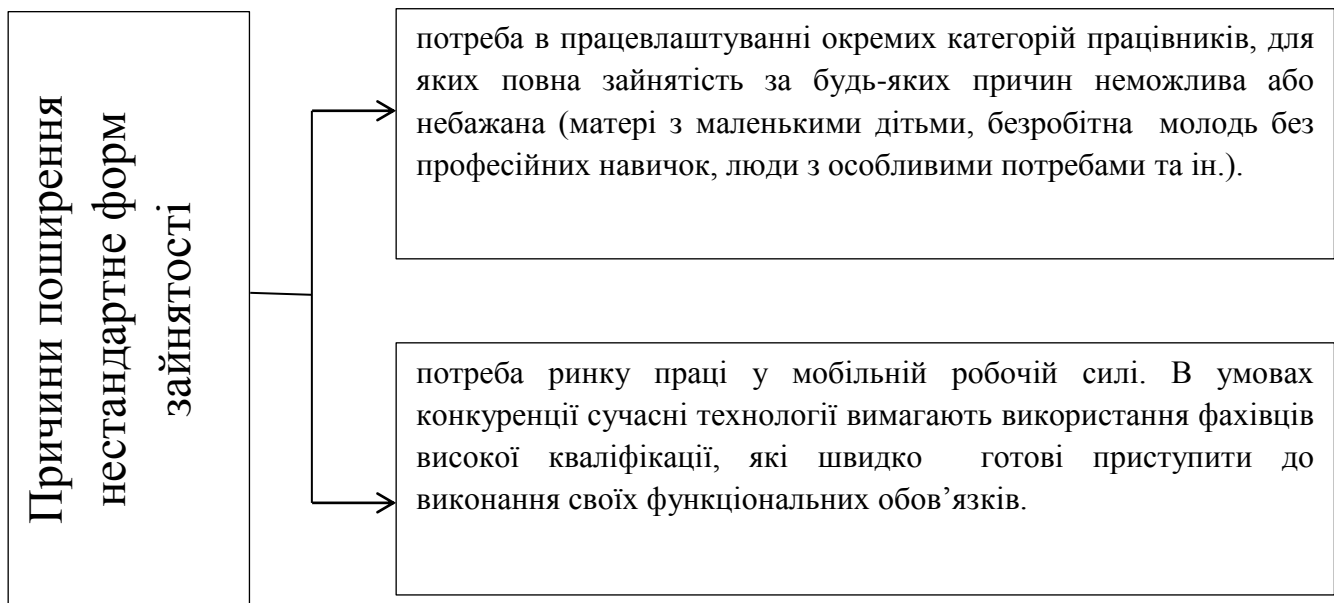 Причини поширення
нестандартне форм
зайнятості
потреба в працевлаштуванні окремих категорій працівників, для
яких повна зайнятість за будь-яких причин неможлива або
небажана (матері з маленькими дітьми, безробітна молодь без
професійних навичок, люди з особливими потребами та ін.).
потреба ринку праці у мобільній робочій силі. В умовах
конкуренції сучасні технології вимагають використання фахівців
високої кваліфікації, які швидко готові приступити до
виконання своїх функціональних обов’язків.